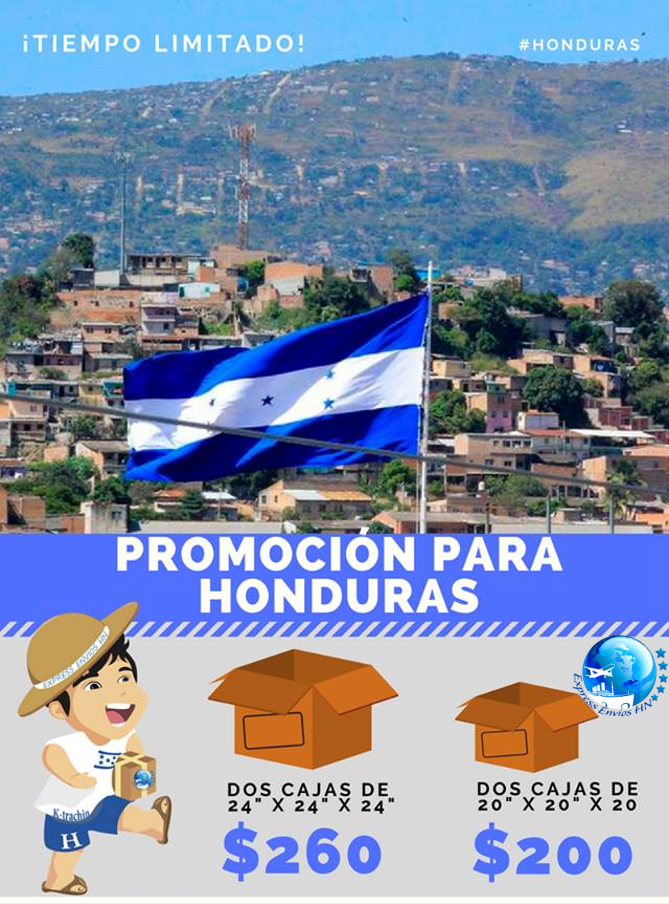 ¡TIEMPO LIMITADO!
#HONDURAS
PROMOCIÓN PARA
HONDURAS
EXPRESS ENVIOS HN
Express Envios HN
K-trachin
H
DOS CAJAS DE
24" X 24" X 24"
$260
DOS CAJAS DE
20" X 20" X 20
$200